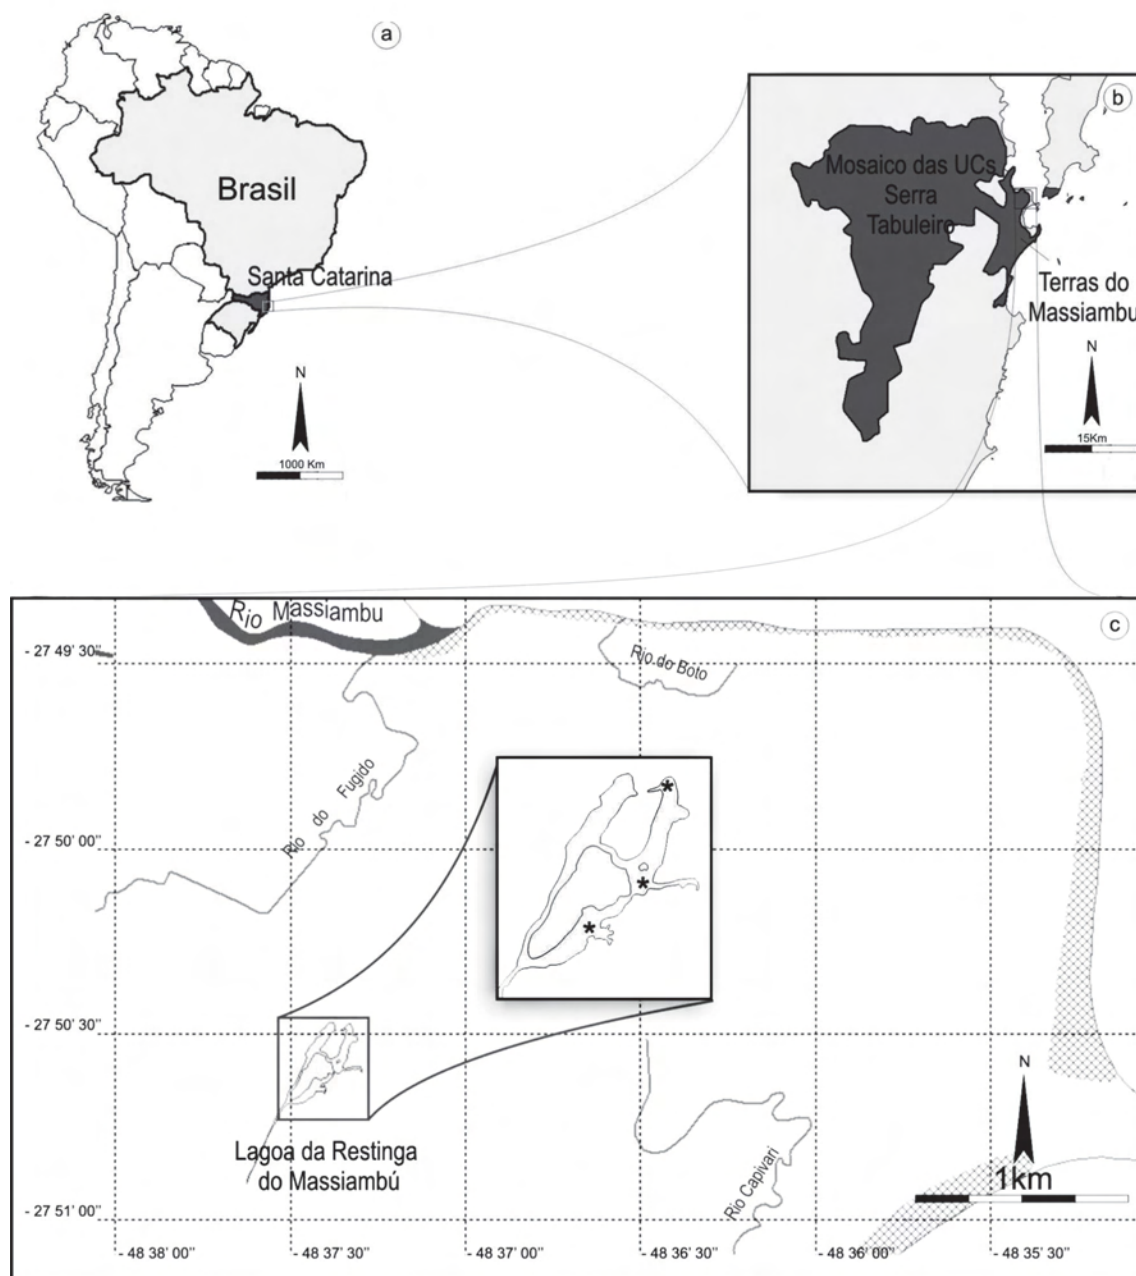 a
Brasil
Santa Catarina
N
1000 Km
b
Mosaico das UCs
Serra
Tabuleiro
Terras do
Massiambu
N
15Km
c
Rio Massiambu
- 27 49' 30"
Rio do Boto
Rio do Fugido
- 27 50' 00"
*
*
*
- 27 50' 30"
N
Lagoa da Restinga
do Massiambú
Rio Capivari
1km
- 27 51' 00"
- 48 38' 00"
- 48 37' 30"
- 48 37' 00"
- 48 36' 30"
- 48 36' 00"
- 48 35' 30"